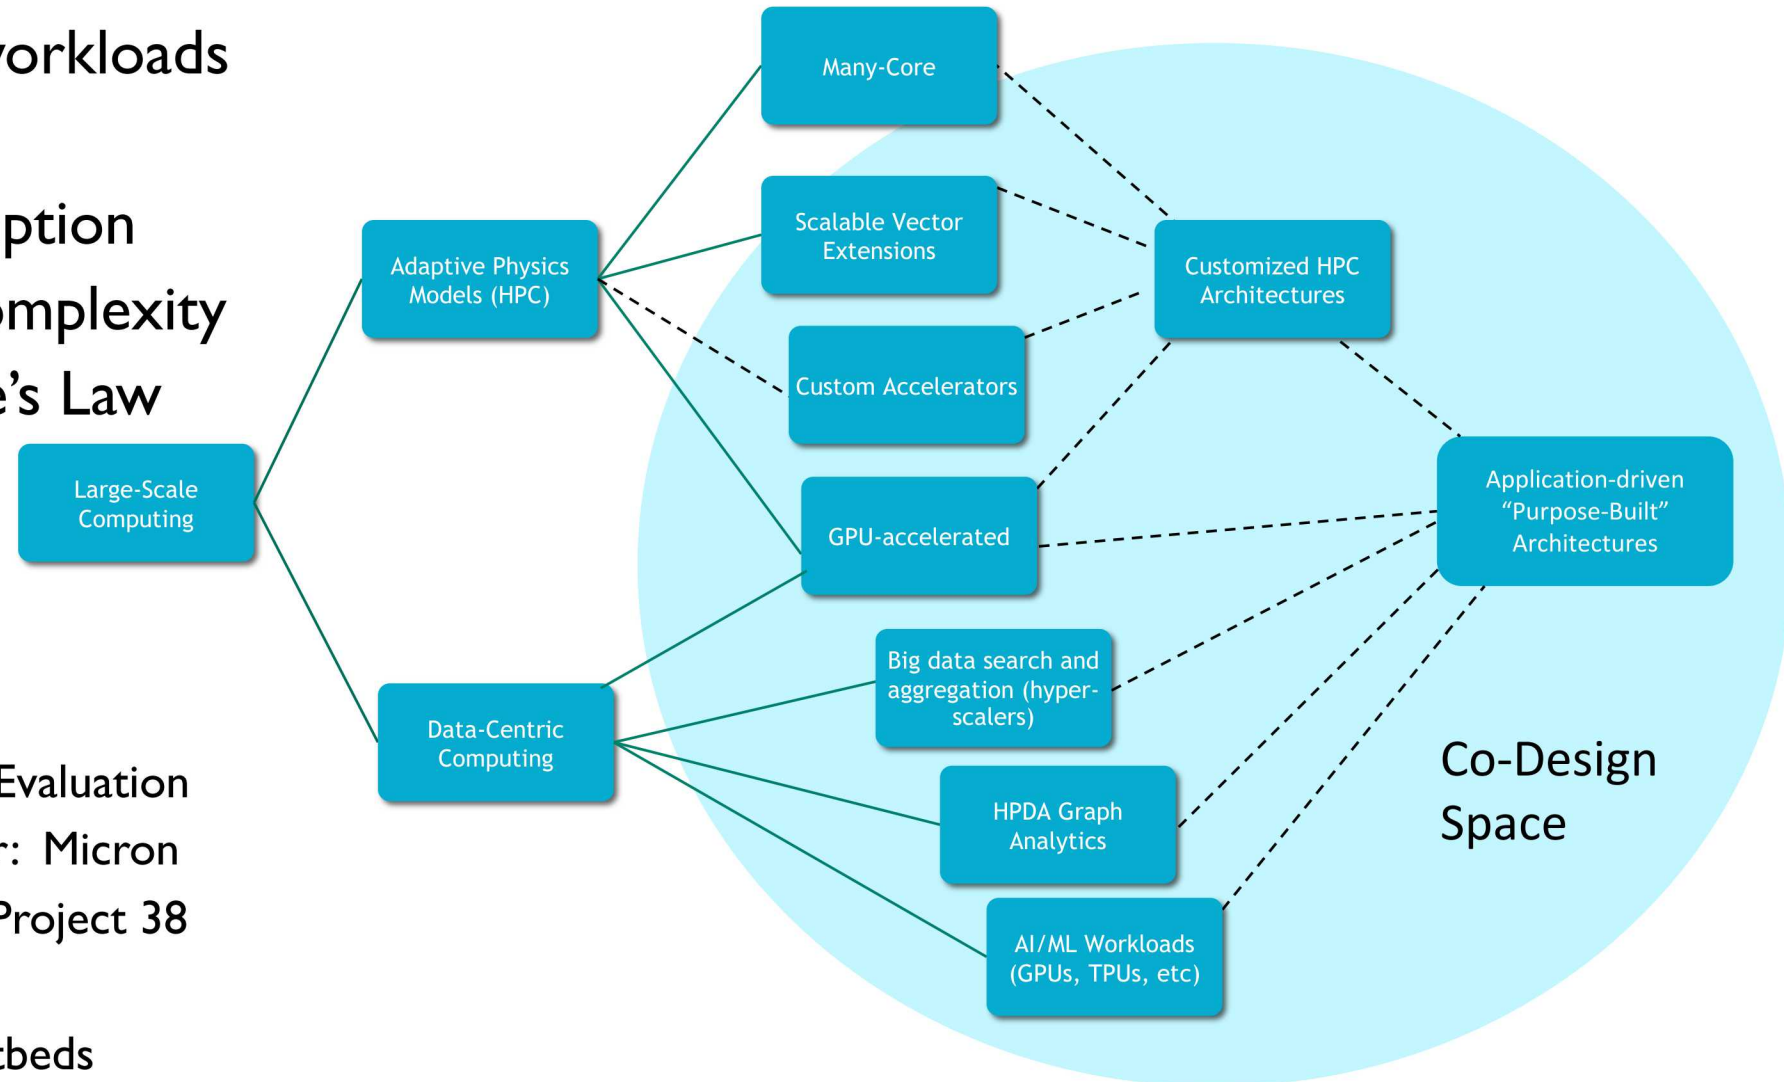 workloads
ption
omplexity
e's Law
Evaluation
r: Micron
Project 38
tbeds
Large-Scale
Computing
Adaptive Physics
Models (HPC)
Data-Centric
Computing
Many-Core
Scalable Vector
Extensions
Custom Accelerators
GPU-accelerated
Big data search and
aggregation (hyper-
scalers)
HPDA Graph
Analytics
AI/ML Workloads
(GPUs, TPUs, etc)
Customized HPC
Architectures
Application-driven
“Purpose-Built”
Architectures
Co-Design
Space